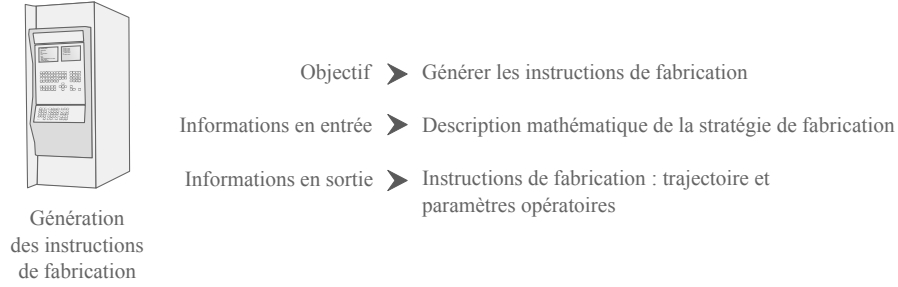 Objectif ➤ Générer les instructions de fabrication
Informations en entrée ➤ Description mathématique de la stratégie de fabrication
Informations en sortie ➤ Instructions de fabrication : trajectoire et
paramètres opératoires
Génération
des instructions
de fabrication